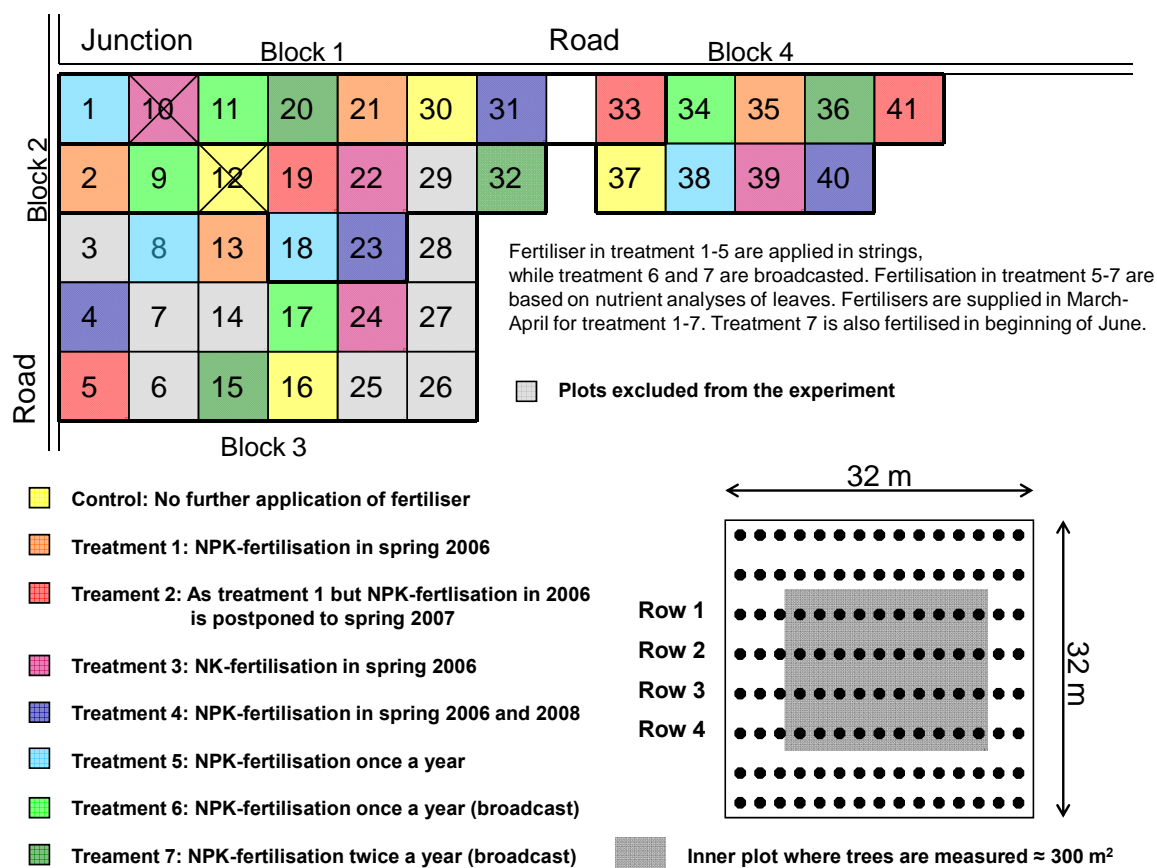 Junction
Block 1
Road
Block 4
1 10 11 20 21 30 31 33 34 35 36 41
Block 2
2 9 12 19 22 29 32 37 38 39 40
3 8 13 18 23 28
4 7 14 17 24 27
5 6 15 16 25 26
Road
Block 3
Fertiliser in treatment 1-5 are applied in strings,
while treatment 6 and 7 are broadcasted. Fertilisation in treatment 5-7 are
based on nutrient analyses of leaves. Fertilisers are supplied in March-
April for treatment 1-7. Treatment 7 is also fertilised in beginning of June.
Plots excluded from the experiment
Control: No further application of fertiliser
Treatment 1: NPK-fertilisation in spring 2006
Treament 2: As treatment 1 but NPK-fertlisation in 2006
is postponed to spring 2007
Treatment 3: NK-fertilisation in spring 2006
Treatment 4: NPK-fertilisation in spring 2006 and 2008
Treatment 5: NPK-fertilisation once a year
Treatment 6: NPK-fertilisation once a year (broadcast)
Treament 7: NPK-fertilisation twice a year (broadcast)
32 m
32 m
Row 1
Row 2
Row 3
Row 4
Inner plot where trees are measured ≈ 300 m²